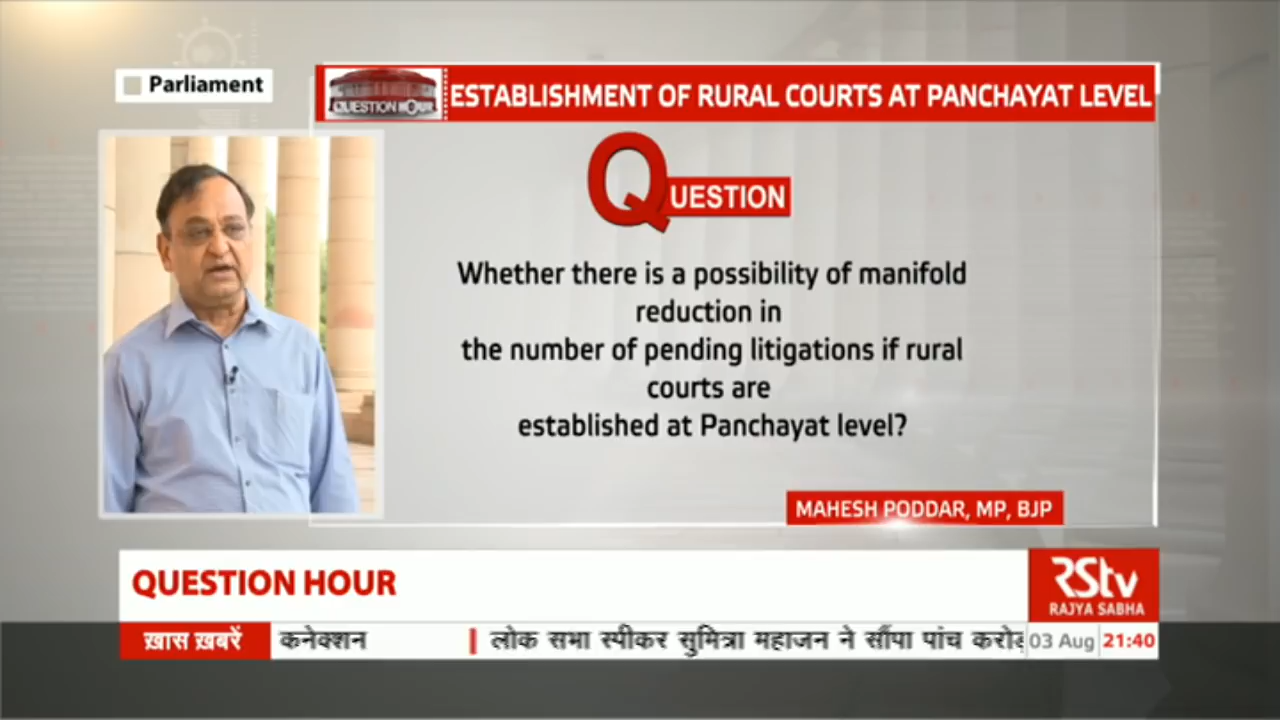 Parliament
QUESTION HOUR
ESTABLISHMENT OF RURAL COURTS AT PANCHAYAT LEVEL
QUESTION
Whether there is a possibility of manifold
reduction in
the number of pending litigations if rural
courts are
established at Panchayat level?
MAHESH PODDAR, MP, BJP
QUESTION HOUR
RStv
RAJYA SABHA
ख़ास ख़बरें
कनेक्शन
लोक सभा स्पीकर सुमित्रा महाजन ने सौंपा पांच
03 Aug 21:40